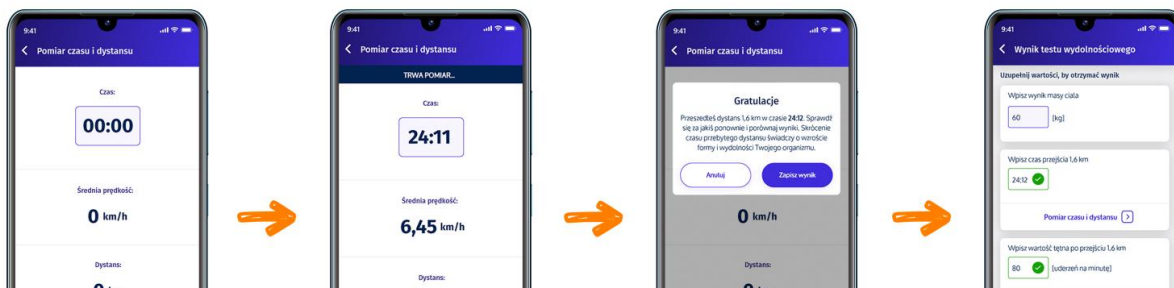 9:41
Pomiar czasu i dystansu
Czas:
00:00
Średnia prędkość:
0 km/h
Dystans:
9:41
Pomiar czasu i dystansu
TRWA POMIAR...
Czas:
24:11
Średnia prędkość:
6,45 km/h
Dystans:
9:41
Pomiar czasu i dystansu
Gratulacje
Przeszedłeś dystans 1,6 km w czasie 24:12. Sprawdź
się za jakiś ponownie i porównaj wyniki. Skrócenie
czasu przebytego dystansu świadczy o wzroście
formy i wydolności Twojego organizmu.
Anuluj
Zapisz wynik
0 km/h
Dystans:
9:41
Wynik testu wydolnościowego
Uzupełnij wartości, by otrzymać wynik
Wpisz wynik masy ciała
60 [kg]
Wpisz czas przejścia 1,6 km
24:12
Pomiar czasu i dystansu
Wpisz wartość tętna po przejściu 1,6 km
80 [uderzeń na minutę]